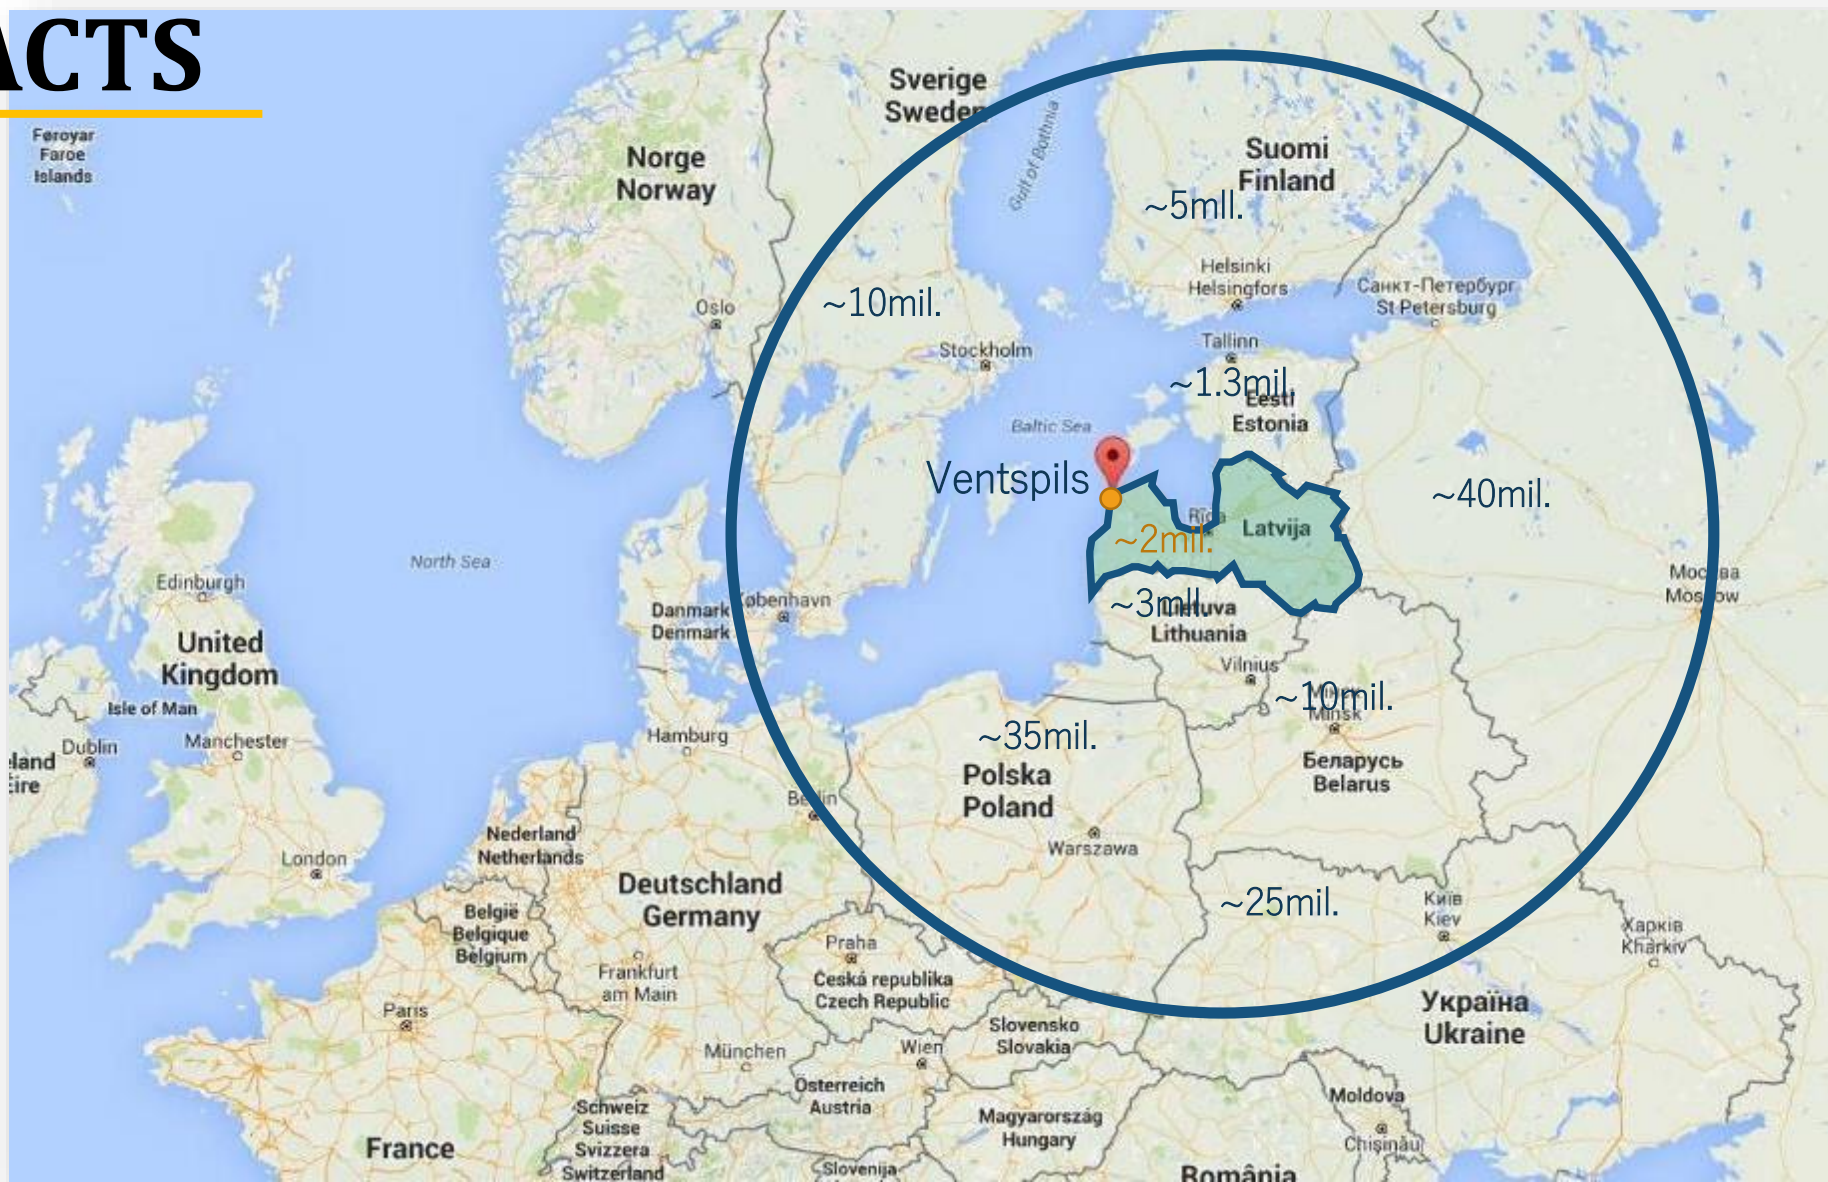 ACTS
Føroyar
Faroe
Islands
Sverige
Sweden
Norge
Norway
Gulf of Bothnia
Suomi
Finland
~5mll.
Helsinki
Helsingfors
Санкт-Петербург
St Petersburg
~10mil.
Oslo
Stockholm
Tallinn
~1.3mil.
Eesti
Estonia
Baltic Sea
Ventspils
~40mil.
Rīga
Latvija
~2mil.
North Sea
Edinburgh
København
Danmark
Denmark
~3mll.
Lietuva
Lithuania
Москва
Moscow
United
Kingdom
Vilnius
~10mil.
Minsk
Isle of Man
Dublin
Manchester
Hamburg
~35mil.
land
Éire
Polska
Poland
Беларусь
Belarus
Berlin
Nederland
Netherlands
Warszawa
London
Deutschland
Germany
~25mil.
Київ
Kiev
België
Belgique
Belgium
Харків
Kharkiv
Praha
Frankfurt
am Main
Česká republika
Czech Republic
Paris
Україна
Ukraine
Slovensko
Slovakia
München
Wien
Österreich
Austria
Moldova
Schweiz
Suisse
Svizzera
Switzerland
Magyarország
Hungary
Chișinău
France
Slovenija
România